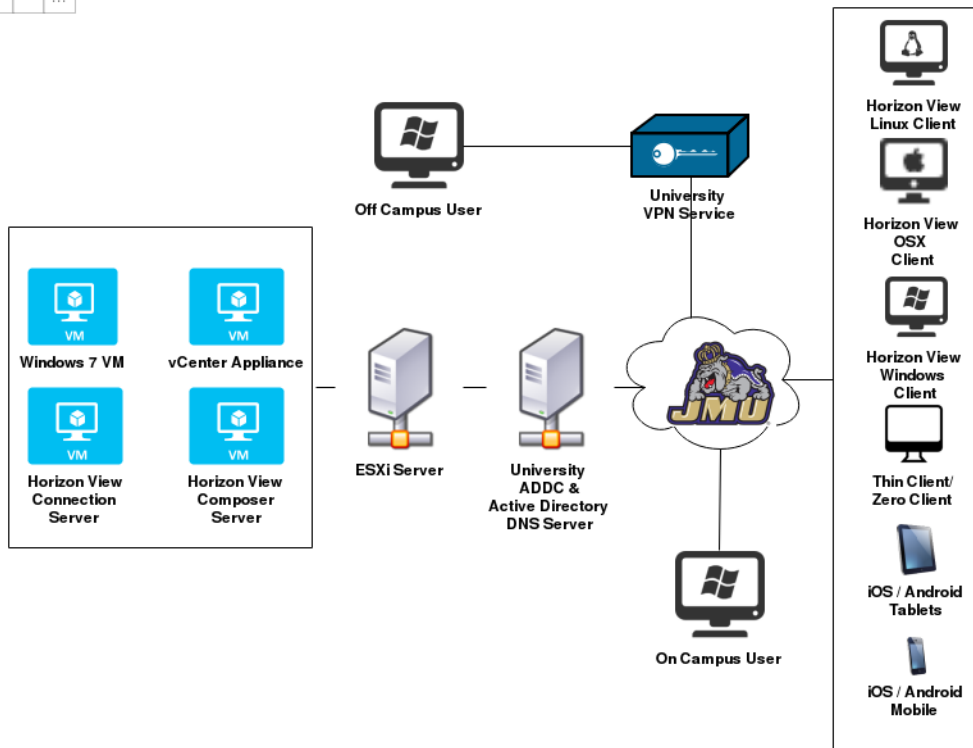 ...
Horizon View
Linux Client
Off Campus User
University
VPN Service
Horizon View
OSX
Client
VM
Windows 7 VM
VM
vCenter Appliance
VM
Horizon View
Connection
Server
VM
Horizon View
Composer
Server
ESXi Server
University
ADDC &
Active Directory
DNS Server
JMU
Horizon View
Windows
Client
Thin Client/
Zero Client
On Campus User
iOS / Android
Tablets
iOS / Android
Mobile